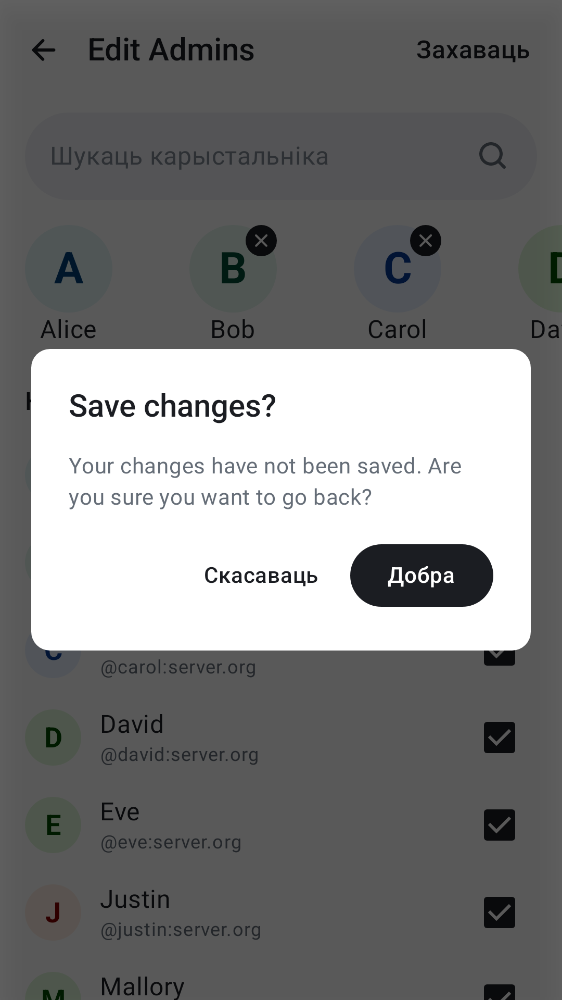 Edit Admins
Захаваць
Шукаць карыстальніка
A
B
C
D
Alice
Bob
Carol
Da
Save changes?
Your changes have not been saved. Are
you sure you want to go back?
Скасаваць
Добра
C
@carol:server.org
D
David
@david:server.org
E
Eve
@eve:server.org
J
Justin
@justin:server.org
M
Mallory